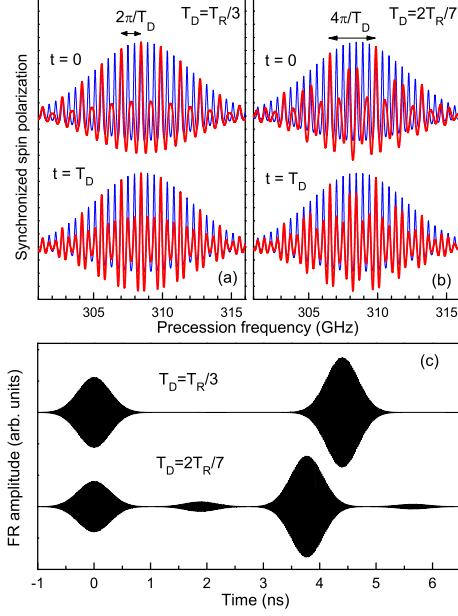 2π/T_D
T_D=T_R/3
t = 0
t = T_D
(a)
305 310 315
4π/T_D
T_D=2T_R/7
t = 0
t = T_D
(b)
305 310 315
Synchronized spin polarization
Precession frequency (GHz)
(c)
T_D=T_R/3
T_D=2T_R/7
FR amplitude (arb. units)
-1 0 1 2 3 4 5 6
Time (ns)